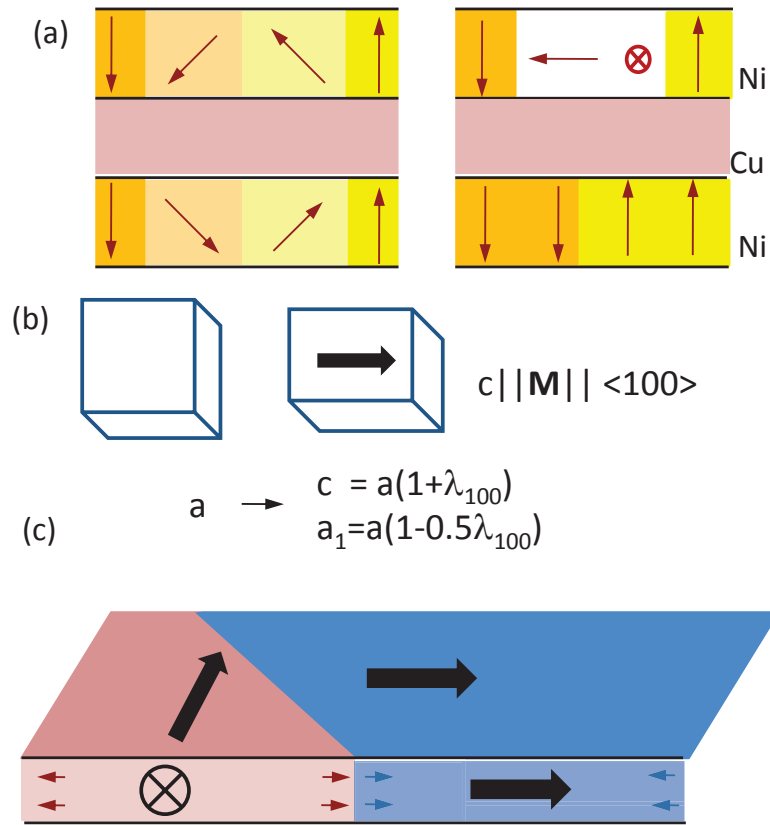 (a)
Ni
Cu
Ni
(b)
c||M|| <100>
a → c = a(1+λ₁₀₀)
a₁=a(1-0.5λ₁₀₀)
(c)